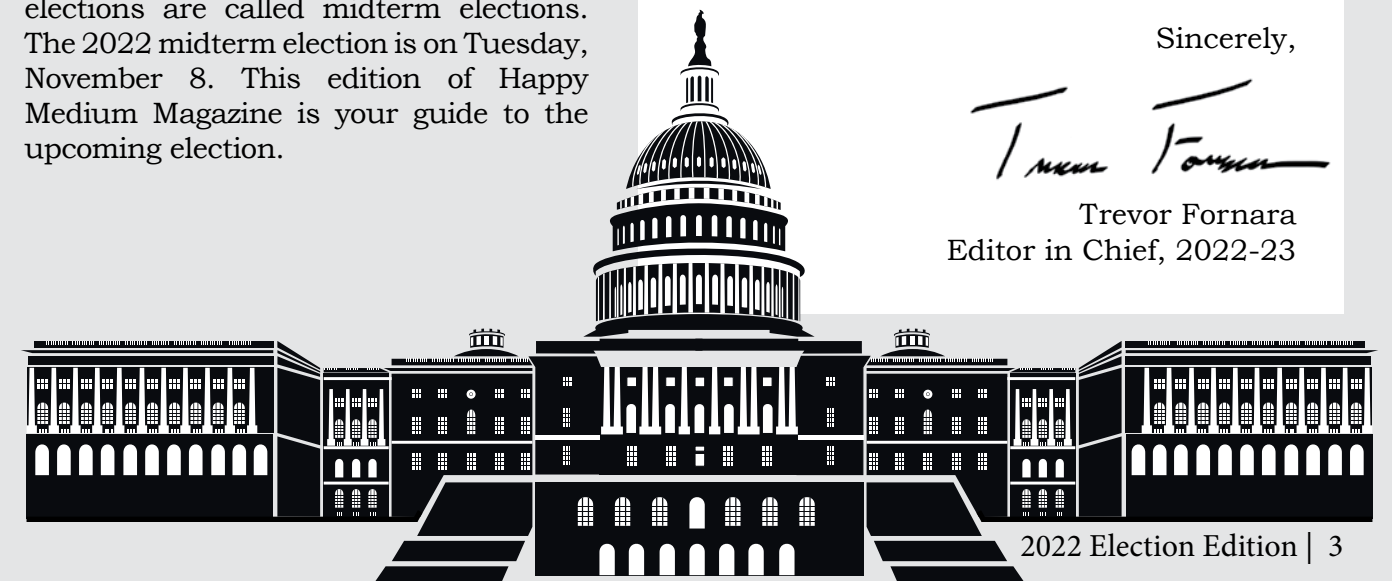 elections are called midterm elections.
The 2022 midterm election is on Tuesday,
November 8. This edition of Happy
Medium Magazine is your guide to the
upcoming election.
Sincerely,
Trevor Fornara
Trevor Fornara
Editor in Chief, 2022-23
2022 Election Edition | 3